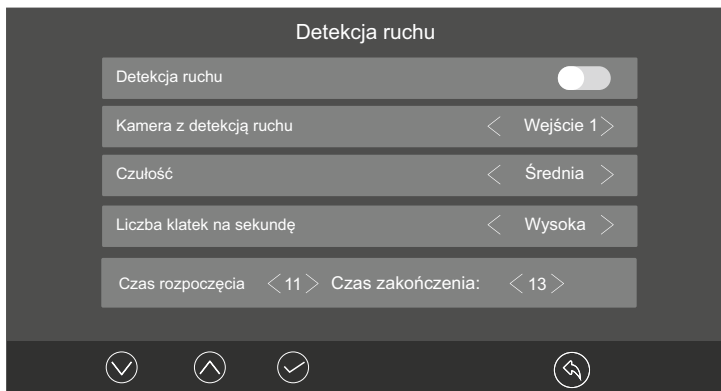 Detekcja ruchu
Detekcja ruchu
Kamera z detekcją ruchu < Wejście 1 >
Czułość < Średnia >
Liczba klatek na sekundę < Wysoka >
Czas rozpoczęcia < 11 > Czas zakończenia: < 13 >